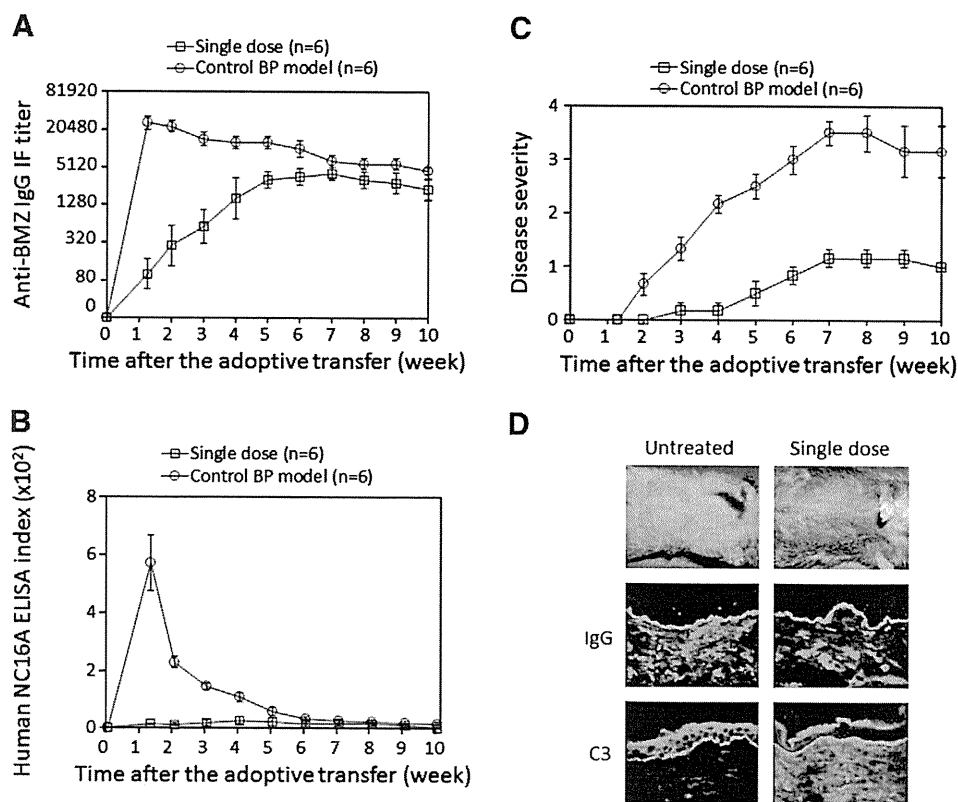 A
Single dose (n=6)
Control BP model (n=6)
Anti-BMZ IgG IF titer
81920
20480
5120
1280
320
80
0
0 1 2 3 4 5 6 7 8 9 10
Time after the adoptive transfer (week)
B
Single dose (n=6)
Control BP model (n=6)
Human NC16A ELISA index (x10²)
8
6
4
2
0
0 1 2 3 4 5 6 7 8 9 10
Time after the adoptive transfer (week)
C
Single dose (n=6)
Control BP model (n=6)
Disease severity
4
3
2
1
0
0 1 2 3 4 5 6 7 8 9 10
Time after the adoptive transfer (week)
D
Untreated Single dose
IgG
C3